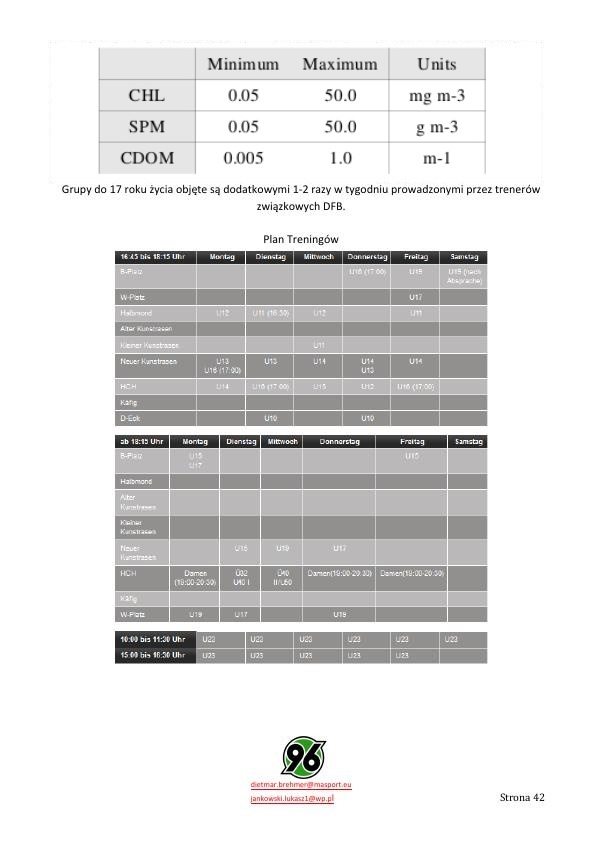 Minimum Maximum Units
CHL 0.05 50.0 mg m-3
SPM 0.05 50.0 g m-3
CDOM 0.005 1.0 m-1
Grupy do 17 roku życia objęte są dodatkowymi 1-2 razy w tygodniu prowadzonymi przez trenerów
związkowych DFB.
Plan Treningów
16:45 bis 18:15 Uhr Montag Dienstag Mittwoch Donnerstag Freitag Samstag
B-Platz U16 (17:00) U19 U19 (nach
Absprache)
W-Platz U17
Halbmond U12 U11 (16:30) U12 U11
Alter Kunstrasen
Kleiner Kunstrasen U11
Neuer Kunstrasen U13 U13 U14 U14 U14
U16 (17:00) U13
HCH U14 U16 (17:00) U15 U12 U16 (17:00)
Käfig
D-Eck U10 U10
ab 18:15 Uhr Montag Dienstag Mittwoch Donnerstag Freitag Samstag
B-Platz U15 U15
U17
Halbmond
Alter
Kunstrasen
Kleiner
Kunstrasen
Neuer U15 U19 U17
Kunstrasen
HCH Damen Ü32 Ü40 Damen(19:00-20:30) Damen(19:00-20:30)
(19:00-20:30) Ü40 I II/Ü50
Käfig
W-Platz U19 U17 U19
10:00 bis 11:30 Uhr U23 U23 U23 U23 U23 U23
15:00 bis 16:30 Uhr U23 U23 U23 U23 U23
96
dietmar.brehmer@masport.eu
jankowski.lukasz1@wp.pl Strona 42